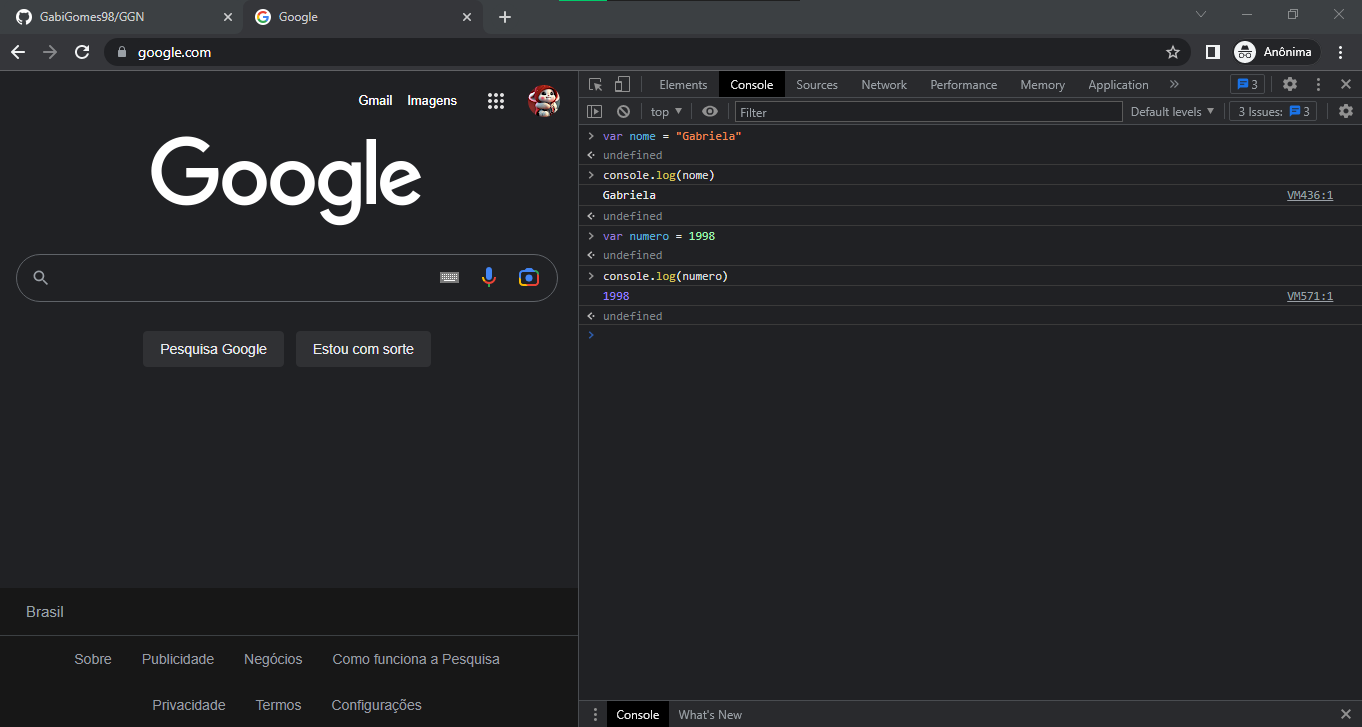 GabiGomes98/GGN
Google
google.com
Anônima
Gmail Imagens
Google
Pesquisa Google Estou com sorte
Brasil
Sobre Publicidade Negócios Como funciona a Pesquisa
Privacidade Termos Configurações
Elements Console Sources Network Performance Memory Application » 3
top Filter Default levels 3 Issues: 3
> var nome = "Gabriela"
undefined
> console.log(nome)
Gabriela VM436:1
undefined
> var numero = 1998
undefined
> console.log(numero)
1998 VM571:1
undefined
>
Console What's New